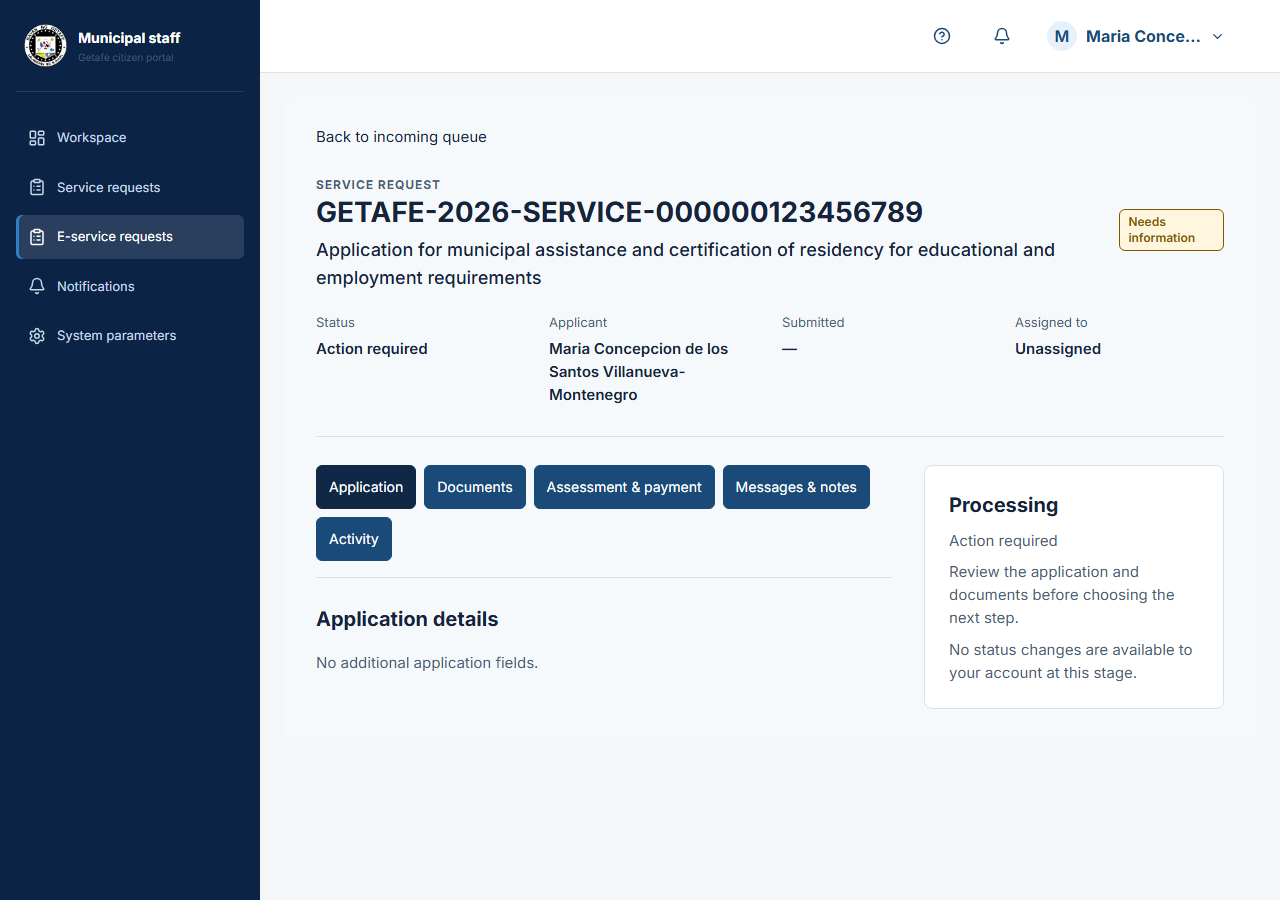 Municipal staff
Getafe citizen portal
Workspace
Service requests
E-service requests
Notifications
System parameters
M
Maria Conce...
Back to incoming queue
SERVICE REQUEST
GETAFE-2026-SERVICE-000000123456789
Application for municipal assistance and certification of residency for educational and
employment requirements
Needs
information
Status
Action required
Applicant
Maria Concepcion de los
Santos Villanueva-
Montenegro
Submitted
—
Assigned to
Unassigned
Application
Documents
Assessment & payment
Messages & notes
Activity
Application details
No additional application fields.
Processing
Action required
Review the application and
documents before choosing the
next step.
No status changes are available to
your account at this stage.